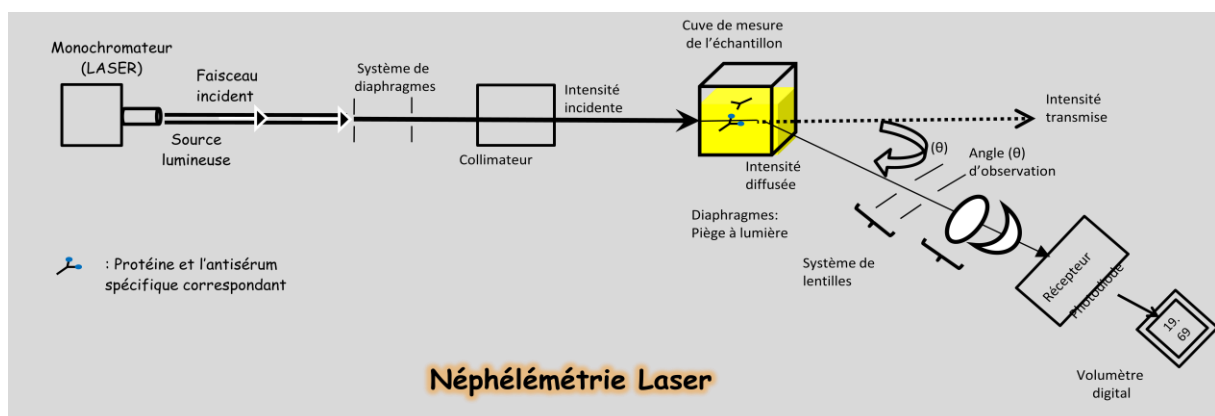 Monochromateur
(LASER)
Faisceau
incident
Source
lumineuse
Système de
diaphragmes
Collimateur
Intensité
incidente
Cuve de mesure
de l’échantillon
Intensité
transmise
(θ)
Angle (θ)
d’observation
Intensité
diffusée
Diaphragmes:
Piège à lumière
Système de
lentilles
Récepteur
Photodiode
19.
69
Volumètre
digital
: Protéine et l’antisérum
spécifique correspondant
Néphélémétrie Laser